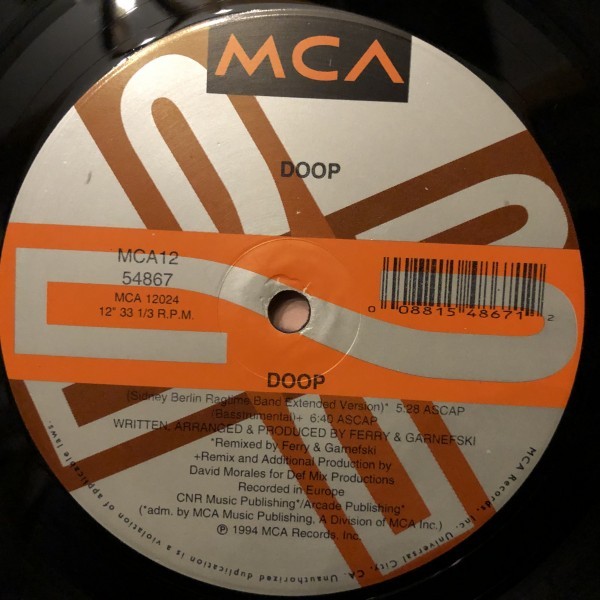 MCA
DOOP
MCA12
54867
MCA 12024
12" 33 1/3 R.P.M.
0 08815 48671 2
DOOP
(Sidney Berlin Ragtime Band Extended Version)* 5:28 ASCAP
(Basstrumental)+ 6:40 ASCAP
WRITTEN, ARRANGED & PRODUCED BY FERRY & GARNEFSKI
*Remixed by Ferry & Garnefski
+Remix and Additional Production by
David Morales for Def Mix Productions
Recorded in Europe
CNR Music Publishing*/Arcade Publishing*
(*adm. by MCA Music Publishing, A Division of MCA Inc.)
℗ 1994 MCA Records, Inc.
MCA Records, Inc. Universal City, CA. Unauthorized duplication is a violation of applicable laws.